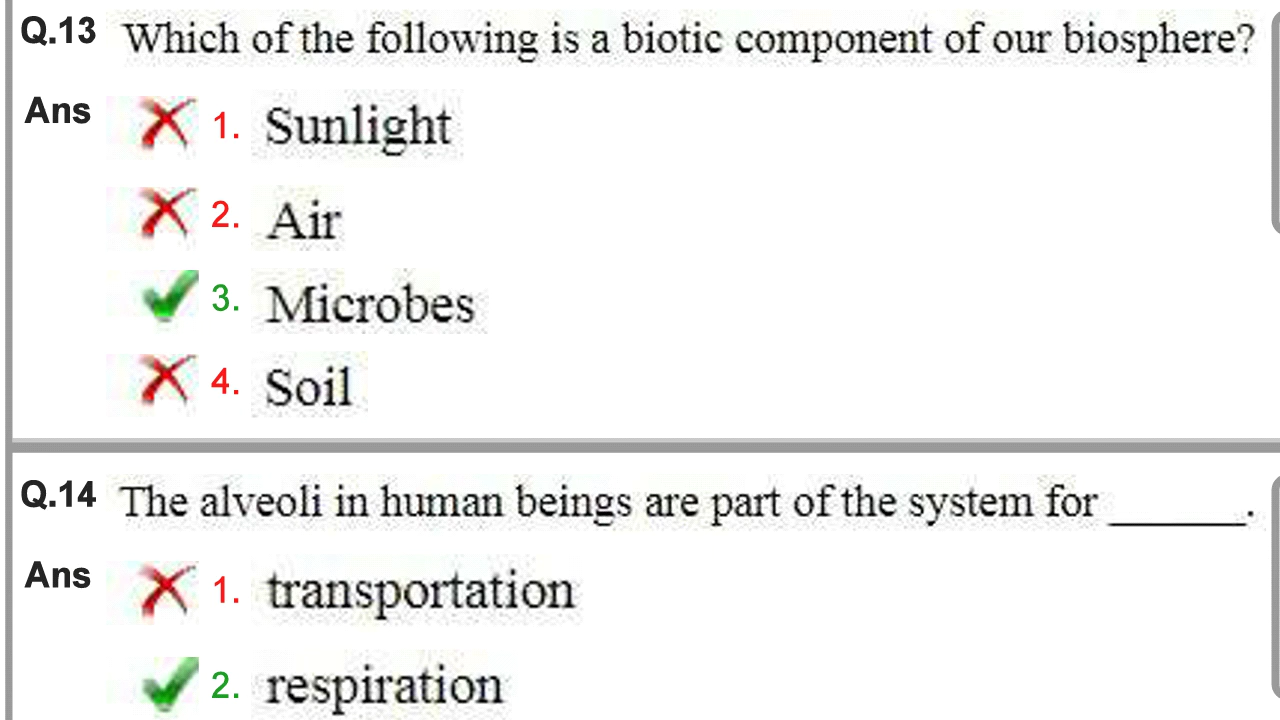 Q.13 Which of the following is a biotic component of our biosphere?
Ans 1. Sunlight
2. Air
3. Microbes
4. Soil
Q.14 The alveoli in human beings are part of the system for ______.
Ans 1. transportation
2. respiration